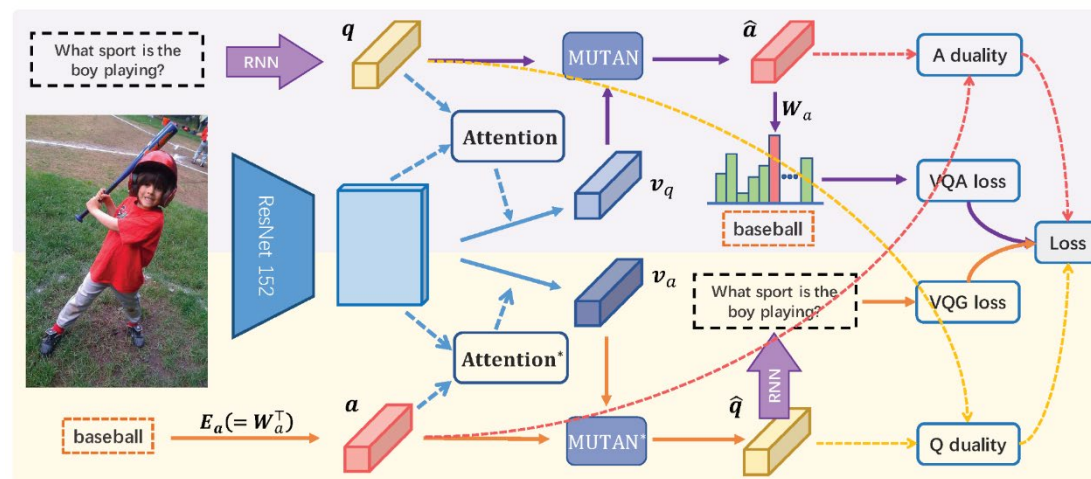 What sport is the
boy playing?
RNN
q
MUTAN
â
A duality
Attention
W_a
v_q
VQA loss
baseball
ResNet 152
Loss
v_a
What sport is the
boy playing?
VQG loss
Attention*
RNN
baseball
E_a(= W_a^⊤)
a
MUTAN*
q̂
Q duality